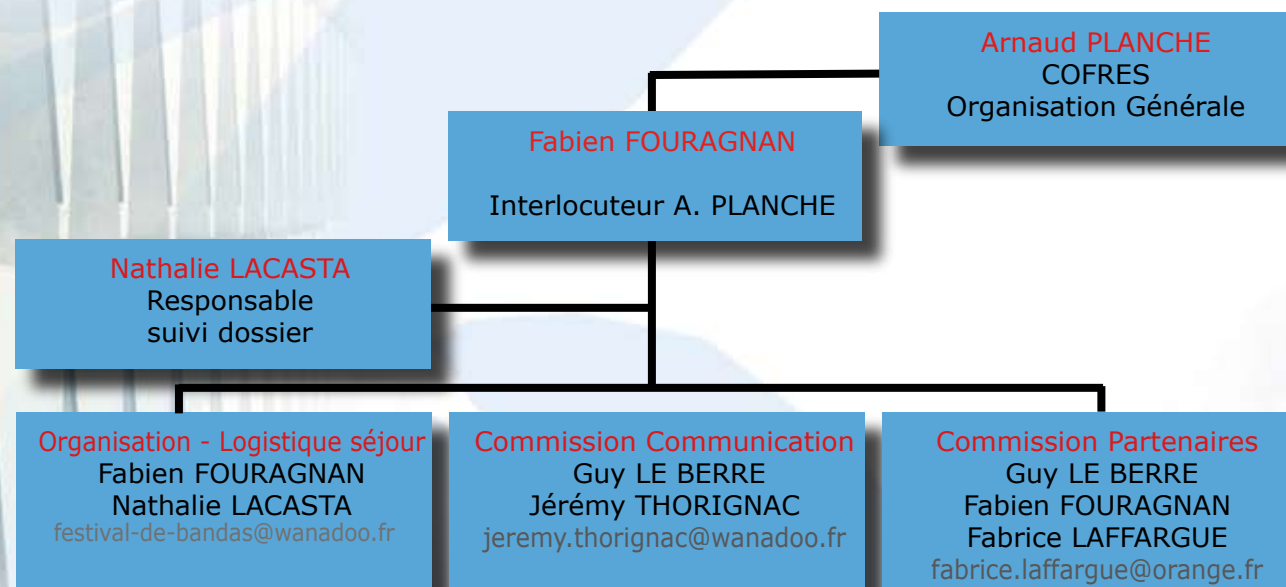 Arnaud PLANCHE
COFRES
Organisation Générale
Fabien FOURAGNAN
Interlocuteur A. PLANCHE
Nathalie LACASTA
Responsable
suivi dossier
Organisation - Logistique séjour
Fabien FOURAGNAN
Nathalie LACASTA
festival-de-bandas@wanadoo.fr
Commission Communication
Guy LE BERRE
Jérémy THORIGNAC
jeremy.thorignac@wanadoo.fr
Commission Partenaires
Guy LE BERRE
Fabien FOURAGNAN
Fabrice LAFFARGUE
fabrice.laffargue@orange.fr